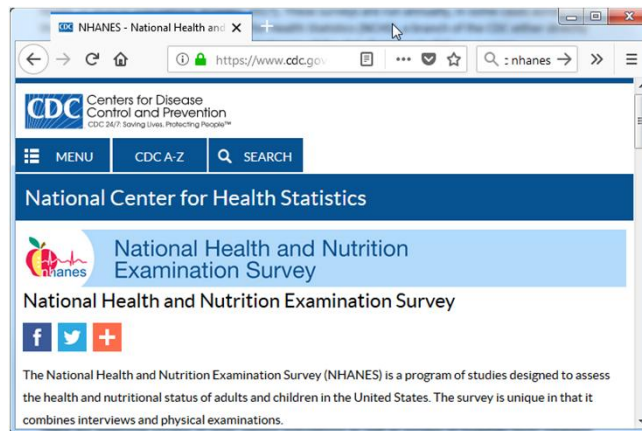 NHANES - National Health and
https://www.cdc.gov
: nhanes
CDC
Centers for Disease
Control and Prevention
CDC 24/7: Saving Lives. Protecting People™
MENU
CDC A-Z
SEARCH
National Center for Health Statistics
nhanes
National Health and Nutrition
Examination Survey
National Health and Nutrition Examination Survey
The National Health and Nutrition Examination Survey (NHANES) is a program of studies designed to assess
the health and nutritional status of adults and children in the United States. The survey is unique in that it
combines interviews and physical examinations.